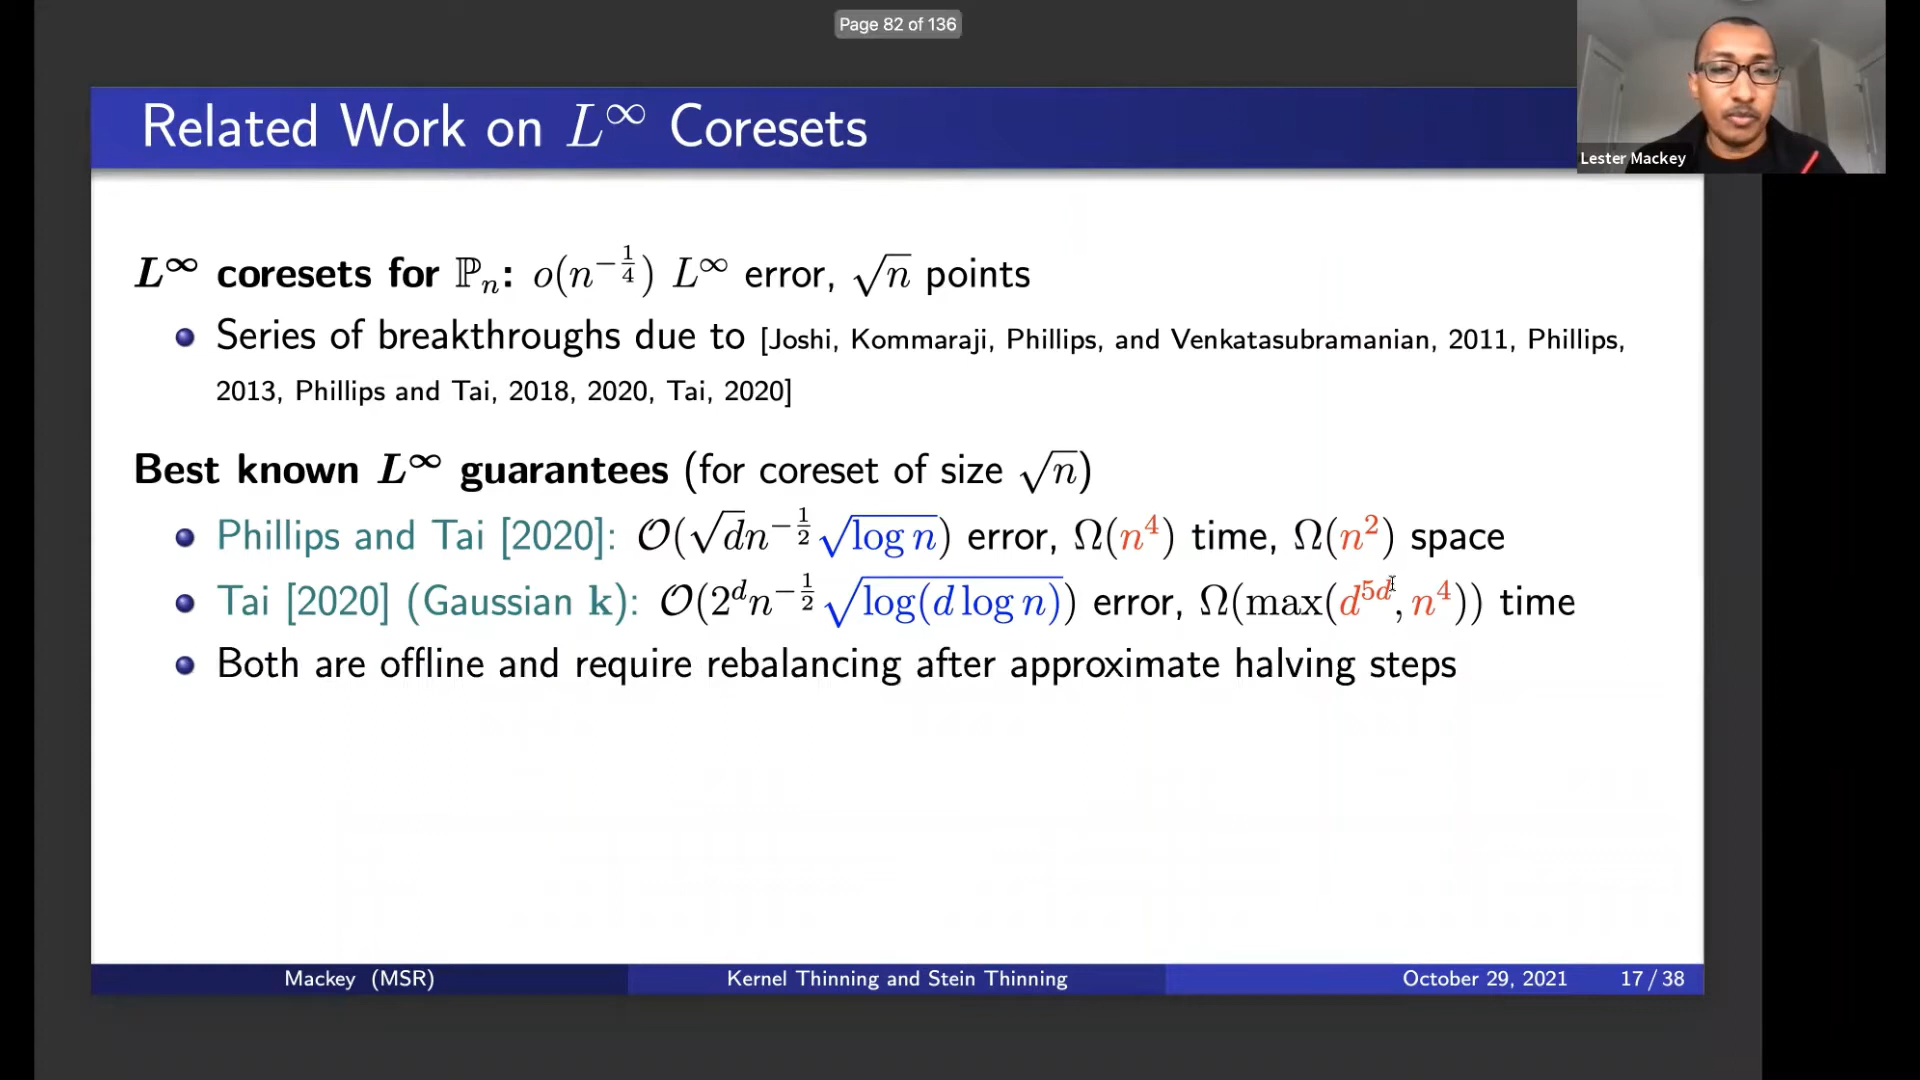 Page 82 of 136
Related Work on L^∞ Coresets
Lester Mackey
L^∞ coresets for ℙ_n: o(n^{-1/4}) L^∞ error, √n points
Series of breakthroughs due to [Joshi, Kommaraji, Phillips, and Venkatasubramanian, 2011, Phillips,
2013, Phillips and Tai, 2018, 2020, Tai, 2020]
Best known L^∞ guarantees (for coreset of size √n)
Phillips and Tai [2020]: 𝒪(√d n^{-1/2} √(log n)) error, Ω(n^4) time, Ω(n^2) space
Tai [2020] (Gaussian k): 𝒪(2^d n^{-1/2} √(log(d log n))) error, Ω(max(d^{5d}, n^4)) time
Both are offline and require rebalancing after approximate halving steps
Mackey (MSR) Kernel Thinning and Stein Thinning October 29, 2021 17 / 38